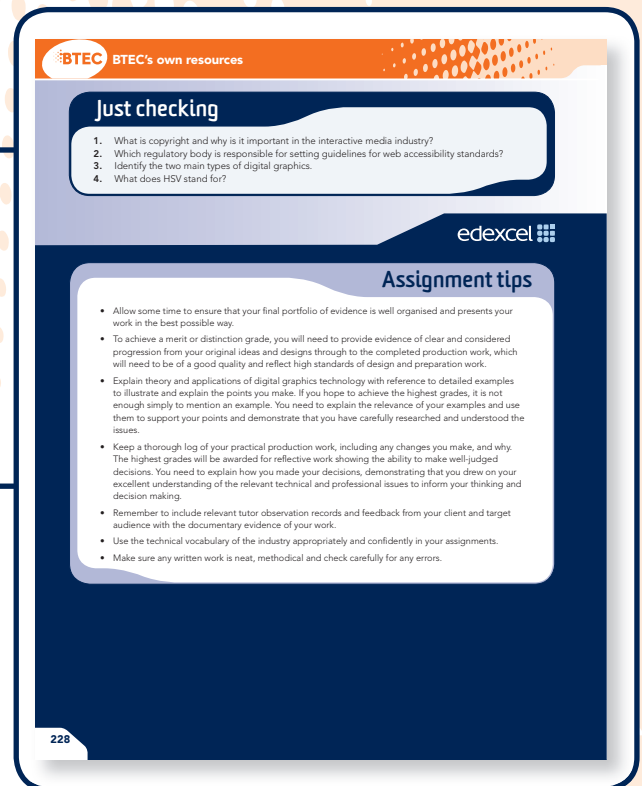 BTEC BTEC's own resources
Just checking
1. What is copyright and why is it important in the interactive media industry?
2. Which regulatory body is responsible for setting guidelines for web accessibility standards?
3. Identify the two main types of digital graphics.
4. What does HSV stand for?
edexcel
Assignment tips
• Allow some time to ensure that your final portfolio of evidence is well organised and presents your
work in the best possible way.
• To achieve a merit or distinction grade, you will need to provide evidence of clear and considered
progression from your original ideas and designs through to the completed production work, which
will need to be of a good quality and reflect high standards of design and preparation work.
• Explain theory and applications of digital graphics technology with reference to detailed examples
to illustrate and explain the points you make. If you hope to achieve the highest grades, it is not
enough simply to mention an example. You need to explain the relevance of your examples and use
them to support your points and demonstrate that you have carefully researched and understood the
issues.
• Keep a thorough log of your practical production work, including any changes you make, and why.
The highest grades will be awarded for reflective work showing the ability to make well-judged
decisions. You need to explain how you made your decisions, demonstrating that you drew on your
excellent understanding of the relevant technical and professional issues to inform your thinking and
decision making.
• Remember to include relevant tutor observation records and feedback from your client and target
audience with the documentary evidence of your work.
• Use the technical vocabulary of the industry appropriately and confidently in your assignments.
• Make sure any written work is neat, methodical and check carefully for any errors.
228